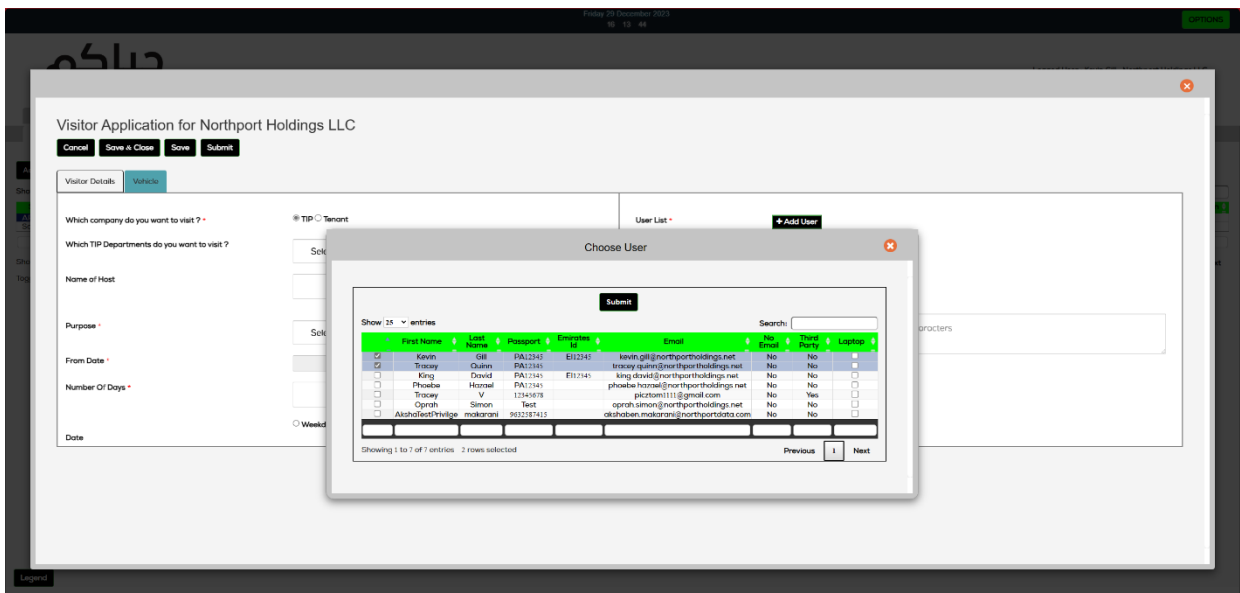 Friday 29 December 2023
16 13 44
OPTIONS
حياكم
Visitor Application for Northport Holdings LLC
Cancel Save & Close Save Submit
Visitor Details Vehicle
Which company do you want to visit ? * TIP Tenant User List * + Add User
Which TIP Departments do you want to visit ?
Name of Host
Purpose *
From Date *
Number Of Days *
Date
Choose User
Submit
Show 25 entries Search:
First Name Last Name Passport Emirates Id Email No Email Third Party Laptop
Kevin Gill PA12345 EI12345 kevin.gill@northportholdings.net No No
Tracey Quinn PA12345 tracey.quinn@northportholdings.net No No
King David PA12345 EI12345 king.david@northportholdings.net No No
Phoebe Hazael PA12345 phoebe.hazael@northportholdings.net No No
Tracey V 12345678 picztom1111@gmail.com No Yes
Oprah Simon Test oprah.simon@northportholdings.net No No
AkshaTestPrivilge makarani 9632587415 akshaben.makarani@northportdata.com No No
Showing 1 to 7 of 7 entries 2 rows selected Previous 1 Next
Legend